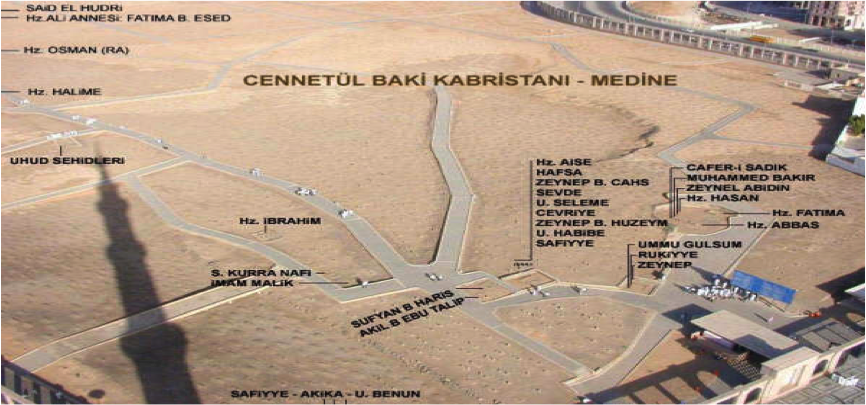 SAİD EL HUDRİ
Hz.ALİ ANNESİ: FATIMA B. ESED
Hz. OSMAN (RA)
CENNETÜL BAKİ KABRİSTANI - MEDİNE
Hz. HALİME
UHUD SEHİDLERİ
Hz. AİSE
HAFSA
ZEYNEP B. CAHS
SEVDE
U. SELEME
CEVRİYE
ZEYNEP B. HUZEYM
U. HABİBE
SAFİYYE
CAFER-İ SADIK
MUHAMMED BAKIR
ZEYNEL ABİDİN
Hz. HASAN
Hz. FATIMA
Hz. ABBAS
Hz. İBRAHİM
UMMU GULSUM
RUKİYYE
ZEYNEP
S. KURRA NAFİ
İMAM MALİK
SUFYAN B HARİS
AKIL B EBU TALİP
SAFİYYE - AKİKA - U. BENUN